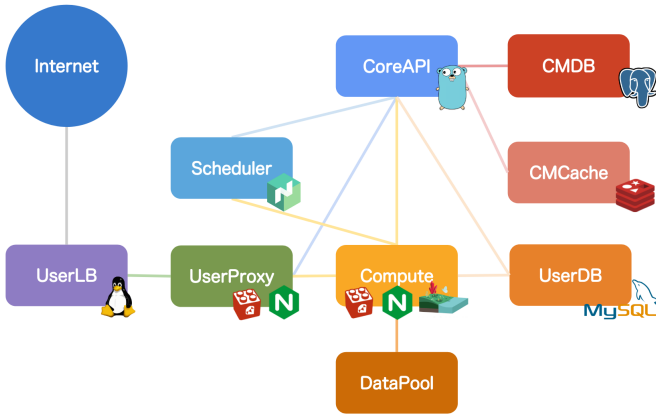 Internet
CoreAPI
CMDB
Scheduler
CMCache
UserLB
UserProxy
Compute
UserDB
MySQL
DataPool